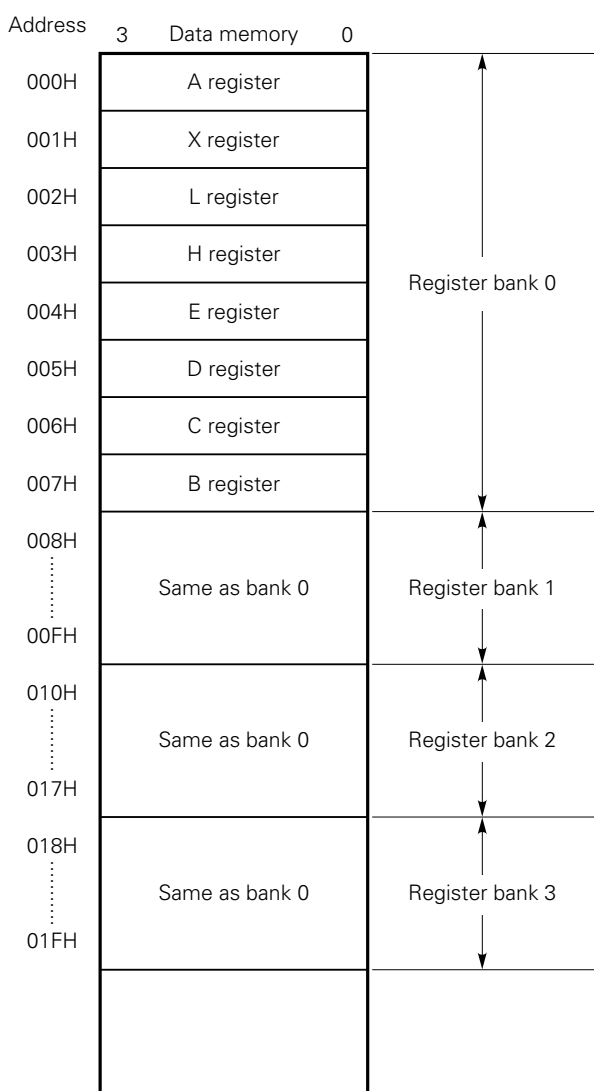 Address 3 Data memory 0
000H A register
001H X register
002H L register
003H H register
Register bank 0
004H E register
005H D register
006H C register
007H B register
008H
Same as bank 0 Register bank 1
00FH
010H
Same as bank 0 Register bank 2
017H
018H
Same as bank 0 Register bank 3
01FH